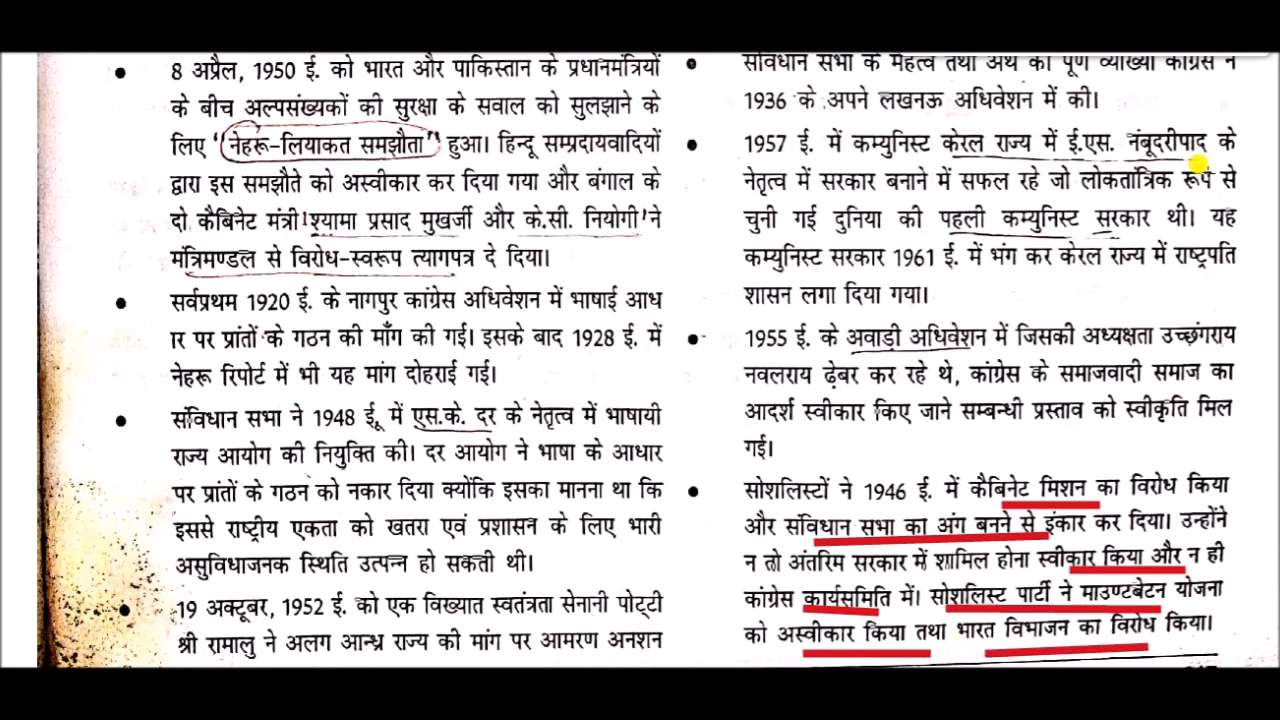 8 अप्रैल, 1950 ई. को भारत और पाकिस्तान के प्रधानमंत्रियों
के बीच अल्पसंख्यकों की सुरक्षा के सवाल को सुलझाने के
लिए "नेहरू-लियाकत समझौता" हुआ। हिन्दू सम्प्रदायवादियों
द्वारा इस समझौते को अस्वीकार कर दिया गया और बंगाल के
दो कैबिनेट मंत्री 'श्यामा प्रसाद मुखर्जी और के.सी. नियोगी' ने
मंत्रिमण्डल से विरोध-स्वरूप त्यागपत्र दे दिया।
सर्वप्रथम 1920 ई. के नागपुर कांग्रेस अधिवेशन में भाषाई आध
ार पर प्रांतों के गठन की माँग की गई। इसके बाद 1928 ई. में
नेहरू रिपोर्ट में भी यह मांग दोहराई गई।
संविधान सभा ने 1948 ई. में एस.के. दर के नेतृत्व में भाषायी
राज्य आयोग की नियुक्ति की। दर आयोग ने भाषा के आधार
पर प्रांतों के गठन को नकार दिया क्योंकि इसका मानना था कि
इससे राष्ट्रीय एकता को खतरा एवं प्रशासन के लिए भारी
असुविधाजनक स्थिति उत्पन्न हो सकती थी।
19 अक्टूबर, 1952 ई. को एक विख्यात स्वतंत्रता सेनानी पोट्टी
श्री रामालु ने अलग आन्ध्र राज्य की मांग पर आमरण अनशन
संविधान सभा के महत्व तथा अर्थ की पूर्ण व्याख्या कांग्रेस ने
1936 के अपने लखनऊ अधिवेशन में की।
1957 ई. में कम्युनिस्ट केरल राज्य में ई.एस. नंबूदरीपाद के
नेतृत्व में सरकार बनाने में सफल रहे जो लोकतांत्रिक रूप से
चुनी गई दुनिया की पहली कम्युनिस्ट सरकार थी। यह
कम्युनिस्ट सरकार 1961 ई. में भंग कर केरल राज्य में राष्ट्रपति
शासन लगा दिया गया।
1955 ई. के अवाड़ी अधिवेशन में जिसकी अध्यक्षता उच्छंगराय
नवलराय ढ़ेबर कर रहे थे, कांग्रेस के समाजवादी समाज का
आदर्श स्वीकार किए जाने सम्बन्धी प्रस्ताव को स्वीकृति मिल
गई।
सोशलिस्टों ने 1946 ई. में कैबिनेट मिशन का विरोध किया
और संविधान सभा का अंग बनने से इंकार कर दिया। उन्होंने
न तो अंतरिम सरकार में शामिल होना स्वीकार किया और न ही
कांग्रेस कार्यसमिति में। सोशलिस्ट पार्टी ने माउण्टबेटन योजना
को अस्वीकार किया तथा भारत विभाजन का विरोध किया।